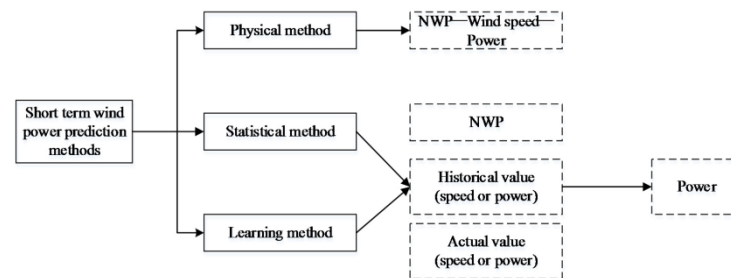 Physical method
NWP—Wind speed—
Power
Short term wind
power prediction
methods
Statistical method
NWP
Historical value
(speed or power)
Power
Learning method
Actual value
(speed or power)